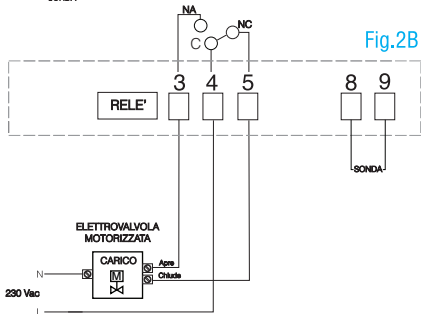 NA
NC
C
Fig.2B
3 4 5 8 9
RELE'
SONDA
ELETTROVALVOLA
MOTORIZZATA
CARICO
Apre
N
M
Chiude
230 Vac
L